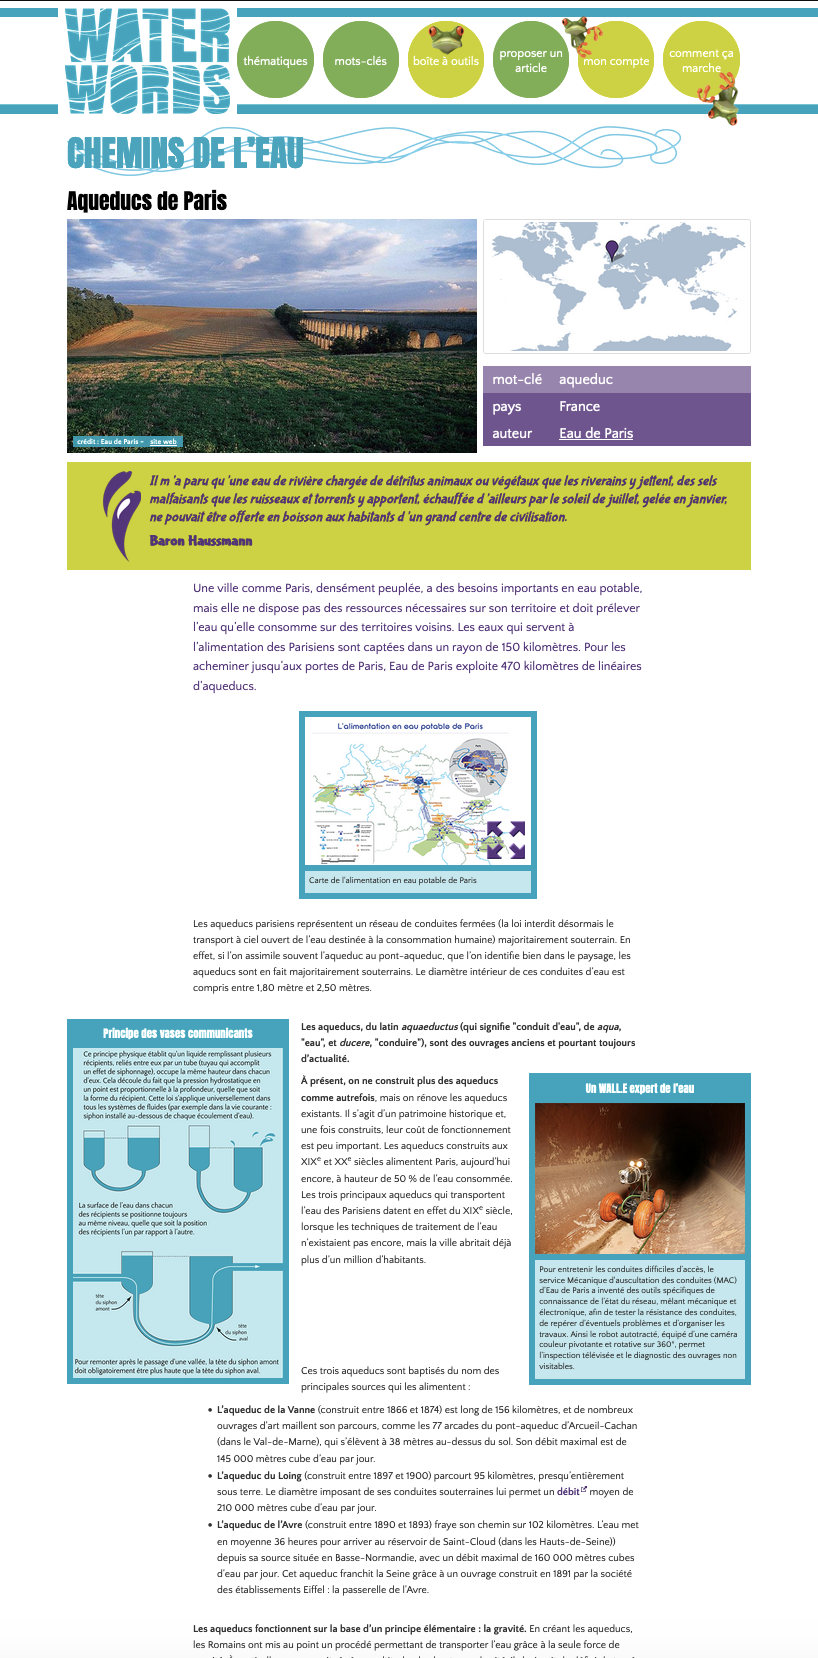 WATER
WORDS
thématiques
mots-clés
boîte à outils
proposer un
article
mon compte
comment ça
marche
CHEMINS DE L'EAU
Aqueducs de Paris
crédit : Eau de Paris - site web
mot-clé aqueduc
pays France
auteur Eau de Paris
Il m'a paru qu'une eau de rivière chargée de détritus animaux ou végétaux que les riverains y jettent, des sels
malfaisants que les ruisseaux et torrents y apportent, échauffée d'ailleurs par le soleil de juillet, gelée en janvier,
ne pouvait être offerte en boisson aux habitants d'un grand centre de civilisation.
Baron Haussmann
Une ville comme Paris, densément peuplée, a des besoins importants en eau potable,
mais elle ne dispose pas des ressources nécessaires sur son territoire et doit prélever
l'eau qu'elle consomme sur des territoires voisins. Les eaux qui servent à
l'alimentation des Parisiens sont captées dans un rayon de 150 kilomètres. Pour les
acheminer jusqu'aux portes de Paris, Eau de Paris exploite 470 kilomètres de linéaires
d'aqueducs.
L'alimentation en eau potable de Paris
Carte de l'alimentation en eau potable de Paris
Les aqueducs parisiens représentent un réseau de conduites fermées (la loi interdit désormais le
transport à ciel ouvert de l'eau destinée à la consommation humaine) majoritairement souterrain. En
effet, si l'on assimile souvent l'aqueduc au pont-aqueduc, que l'on identifie bien dans le paysage, les
aqueducs sont en fait majoritairement souterrains. Le diamètre intérieur de ces conduites d'eau est
compris entre 1,80 mètre et 2,50 mètres.
Principe des vases communicants
Ce principe physique établit qu'un liquide remplissant plusieurs
récipients, reliés entre eux par un tube (tuyau qui accomplit
un effet de siphonnage), occupe la même hauteur dans chacun
d'eux. Cela découle du fait que la pression hydrostatique en
un point est proportionnelle à la profondeur, quelle que soit
la forme du récipient. Cette loi s'applique universellement dans
tous les systèmes de fluides (par exemple dans la vie courante :
siphon installé au-dessous de chaque écoulement d'eau).
La surface de l'eau dans chacun
des récipients se positionne toujours
au même niveau, quelle que soit la position
des récipients l'un par rapport à l'autre.
tête
du siphon
amont
tête
du siphon
aval
Pour remonter après le passage d'une vallée, la tête du siphon amont
doit obligatoirement être plus haute que la tête du siphon aval.
Les aqueducs, du latin aquaeductus (qui signifie "conduit d'eau", de aqua,
"eau", et ducere, "conduire"), sont des ouvrages anciens et pourtant toujours
d'actualité.
À présent, on ne construit plus des aqueducs
comme autrefois, mais on rénove les aqueducs
existants. Il s'agit d'un patrimoine historique et,
une fois construits, leur coût de fonctionnement
est peu important. Les aqueducs construits aux
XIXe et XXe siècles alimentent Paris, aujourd'hui
encore, à hauteur de 50 % de l'eau consommée.
Les trois principaux aqueducs qui transportent
l'eau des Parisiens datent en effet du XIXe siècle,
lorsque les techniques de traitement de l'eau
n'existaient pas encore, mais la ville abritait déjà
plus d'un million d'habitants.
Un WALL.E expert de l'eau
Pour entretenir les conduites difficiles d'accès, le
service Mécanique d'auscultation des conduites (MAC)
d'Eau de Paris a inventé des outils spécifiques de
connaissance de l'état du réseau, mêlant mécanique et
électronique, afin de tester la résistance des conduites,
de repérer d'éventuels problèmes et d'organiser les
travaux. Ainsi le robot autotracté, équipé d'une caméra
couleur pivotante et rotative sur 360°, permet
l'inspection télévisée et le diagnostic des ouvrages non
visitables.
Ces trois aqueducs sont baptisés du nom des
principales sources qui les alimentent :
• L'aqueduc de la Vanne (construit entre 1866 et 1874) est long de 156 kilomètres, et de nombreux
ouvrages d'art maillent son parcours, comme les 77 arcades du pont-aqueduc d'Arcueil-Cachan
(dans le Val-de-Marne), qui s'élèvent à 38 mètres au-dessus du sol. Son débit maximal est de
145 000 mètres cube d'eau par jour.
• L'aqueduc du Loing (construit entre 1897 et 1900) parcourt 95 kilomètres, presqu'entièrement
sous terre. Le diamètre imposant de ses conduites souterraines lui permet un débit moyen de
210 000 mètres cube d'eau par jour.
• L'aqueduc de l'Avre (construit entre 1890 et 1893) fraye son chemin sur 102 kilomètres. L'eau met
en moyenne 36 heures pour arriver au réservoir de Saint-Cloud (dans les Hauts-de-Seine))
depuis sa source située en Basse-Normandie, avec un débit maximal de 160 000 mètres cubes
d'eau par jour. Cet aqueduc franchit la Seine grâce à un ouvrage construit en 1891 par la société
des établissements Eiffel : la passerelle de l'Avre.
Les aqueducs fonctionnent sur la base d'un principe élémentaire : la gravité. En créant les aqueducs,
les Romains ont mis au point un procédé permettant de transporter l'eau grâce à la seule force de